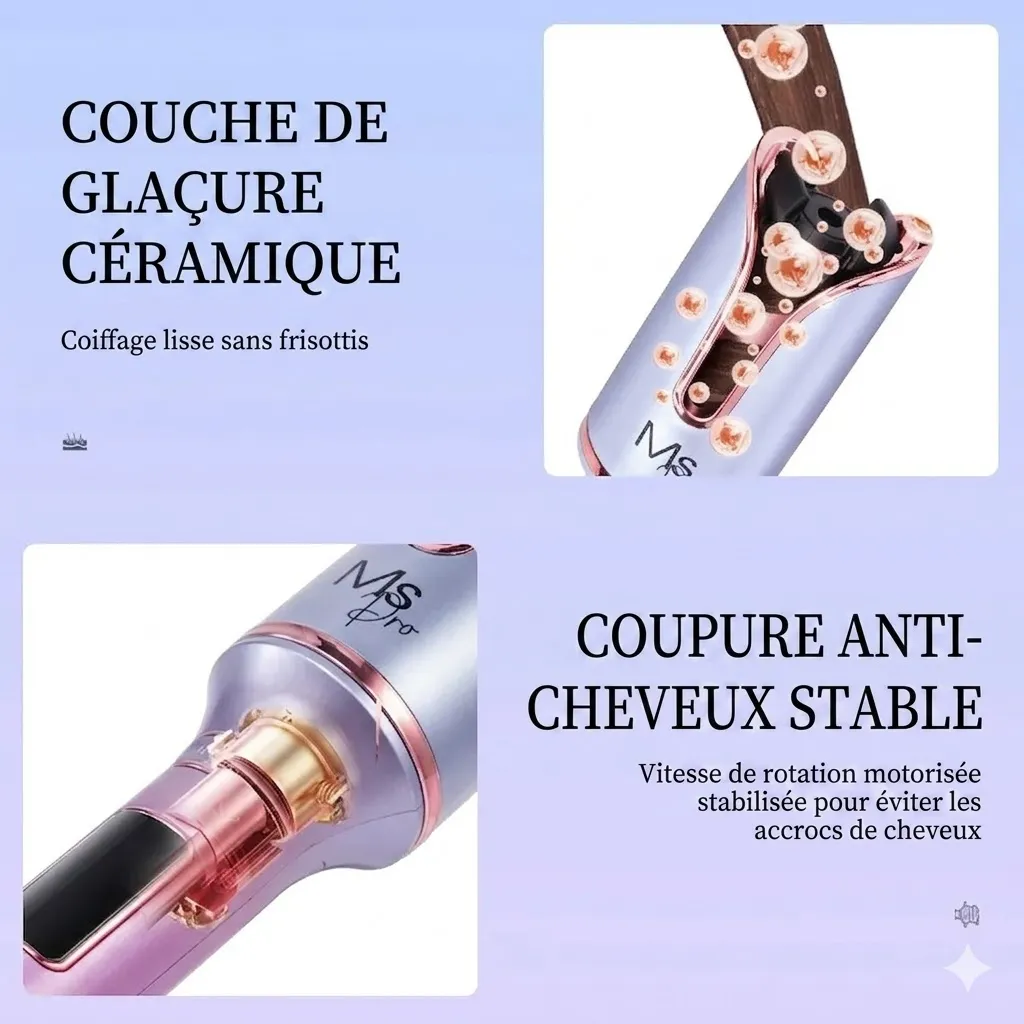 COUCHE DE
GLAÇURE
CÉRAMIQUE
Coiffage lisse sans frisottis
Ms
Ms
Pro
COUPURE ANTI-
CHEVEUX STABLE
Vitesse de rotation motorisée
stabilisée pour éviter les
accrocs de cheveux